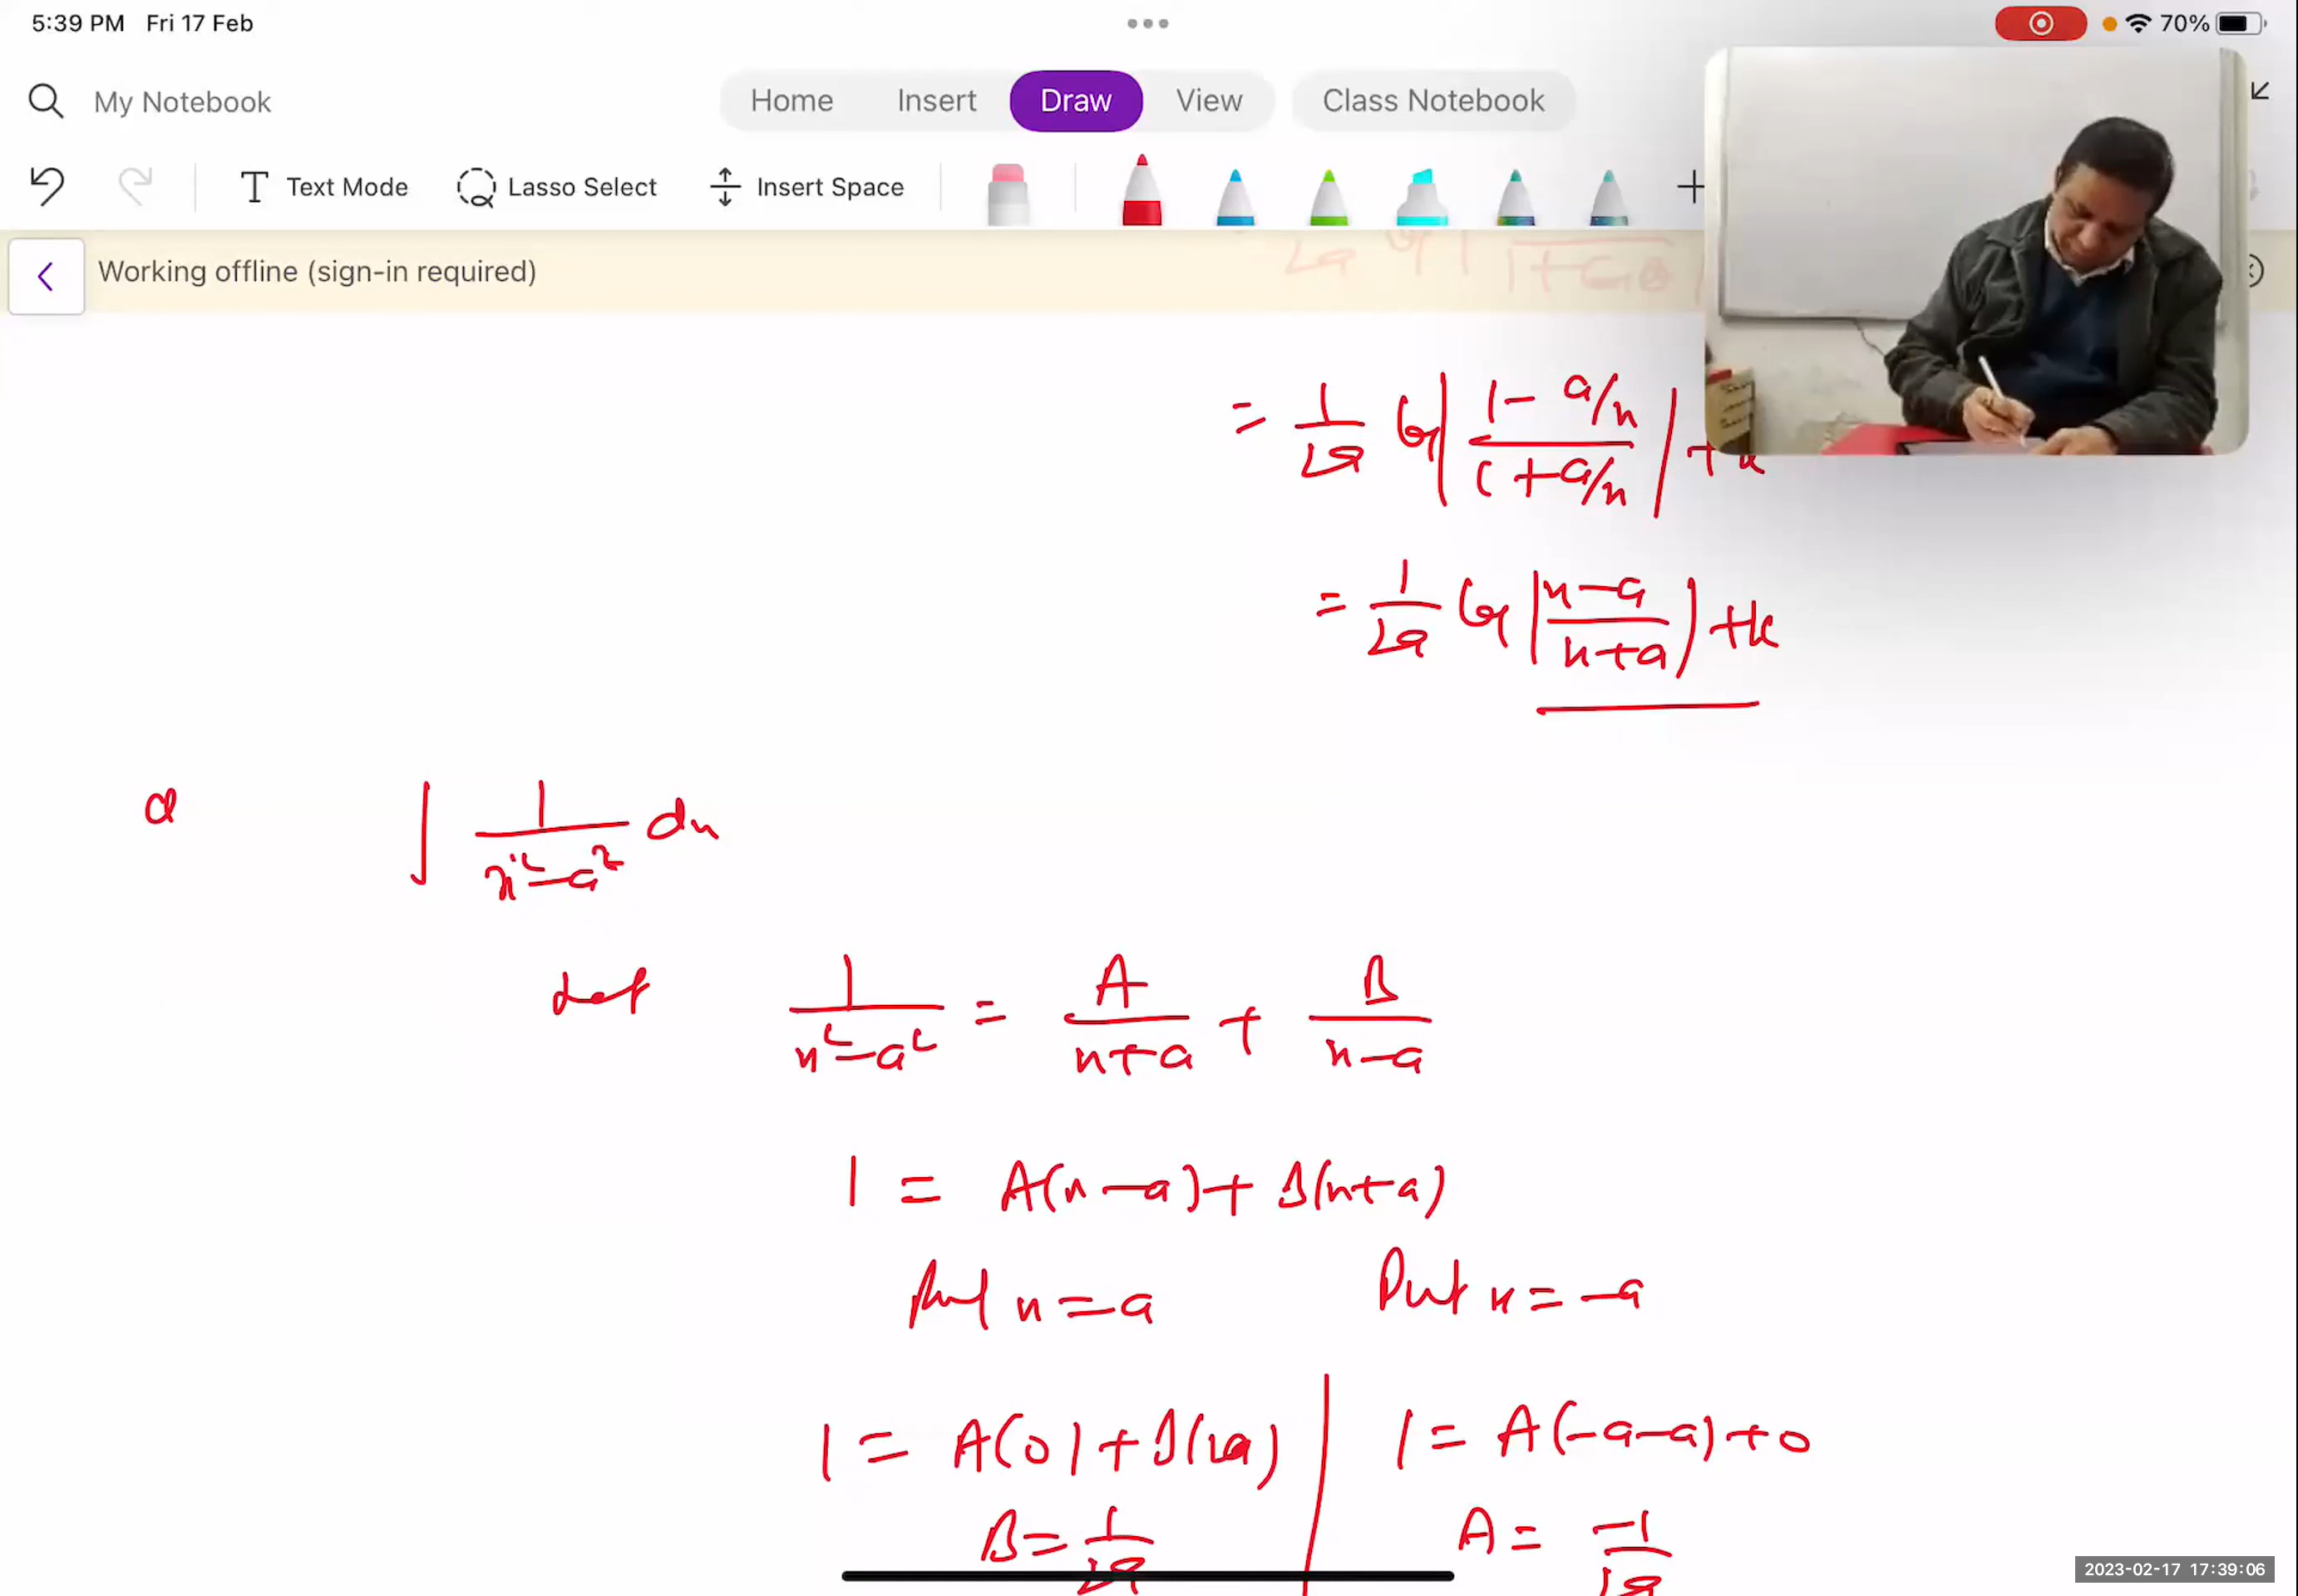 5:39 PM Fri 17 Feb
70%
My Notebook
Home Insert Draw View Class Notebook
Text Mode Lasso Select Insert Space
Working offline (sign-in required)
= 1/2a log | (1 - a/x) / (1 + a/x) | + k
= 1/2a log | (x - a) / (x + a) | + k
Q ∫ 1/(x² - a²) dx
Let 1/(x² - a²) = A/(x + a) + B/(x - a)
1 = A(x - a) + B(x + a)
Put x = a Put x = -a
1 = A(0) + B(2a) 1 = A(-a-a) + 0
B = 1/2a A = -1/2a
2023-02-17 17:39:06